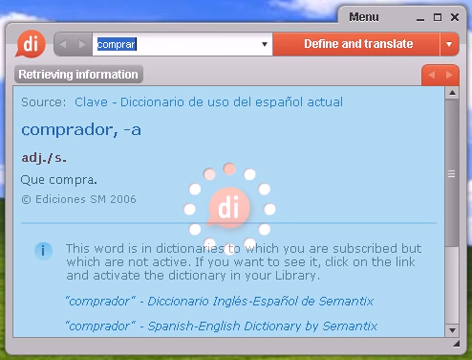 Menu
di
comprar
Define and translate
Retrieving information
Source: Clave - Diccionario de uso del español actual
comprador, -a
adj./s.
Que compra.
© Ediciones SM 2006
di
i
This word is in dictionaries to which you are subscribed but
which are not active. If you want to see it, click on the link
and activate the dictionary in your Library.
"comprador" - Diccionario Inglés-Español de Semantix
"comprador" - Spanish-English Dictionary by Semantix